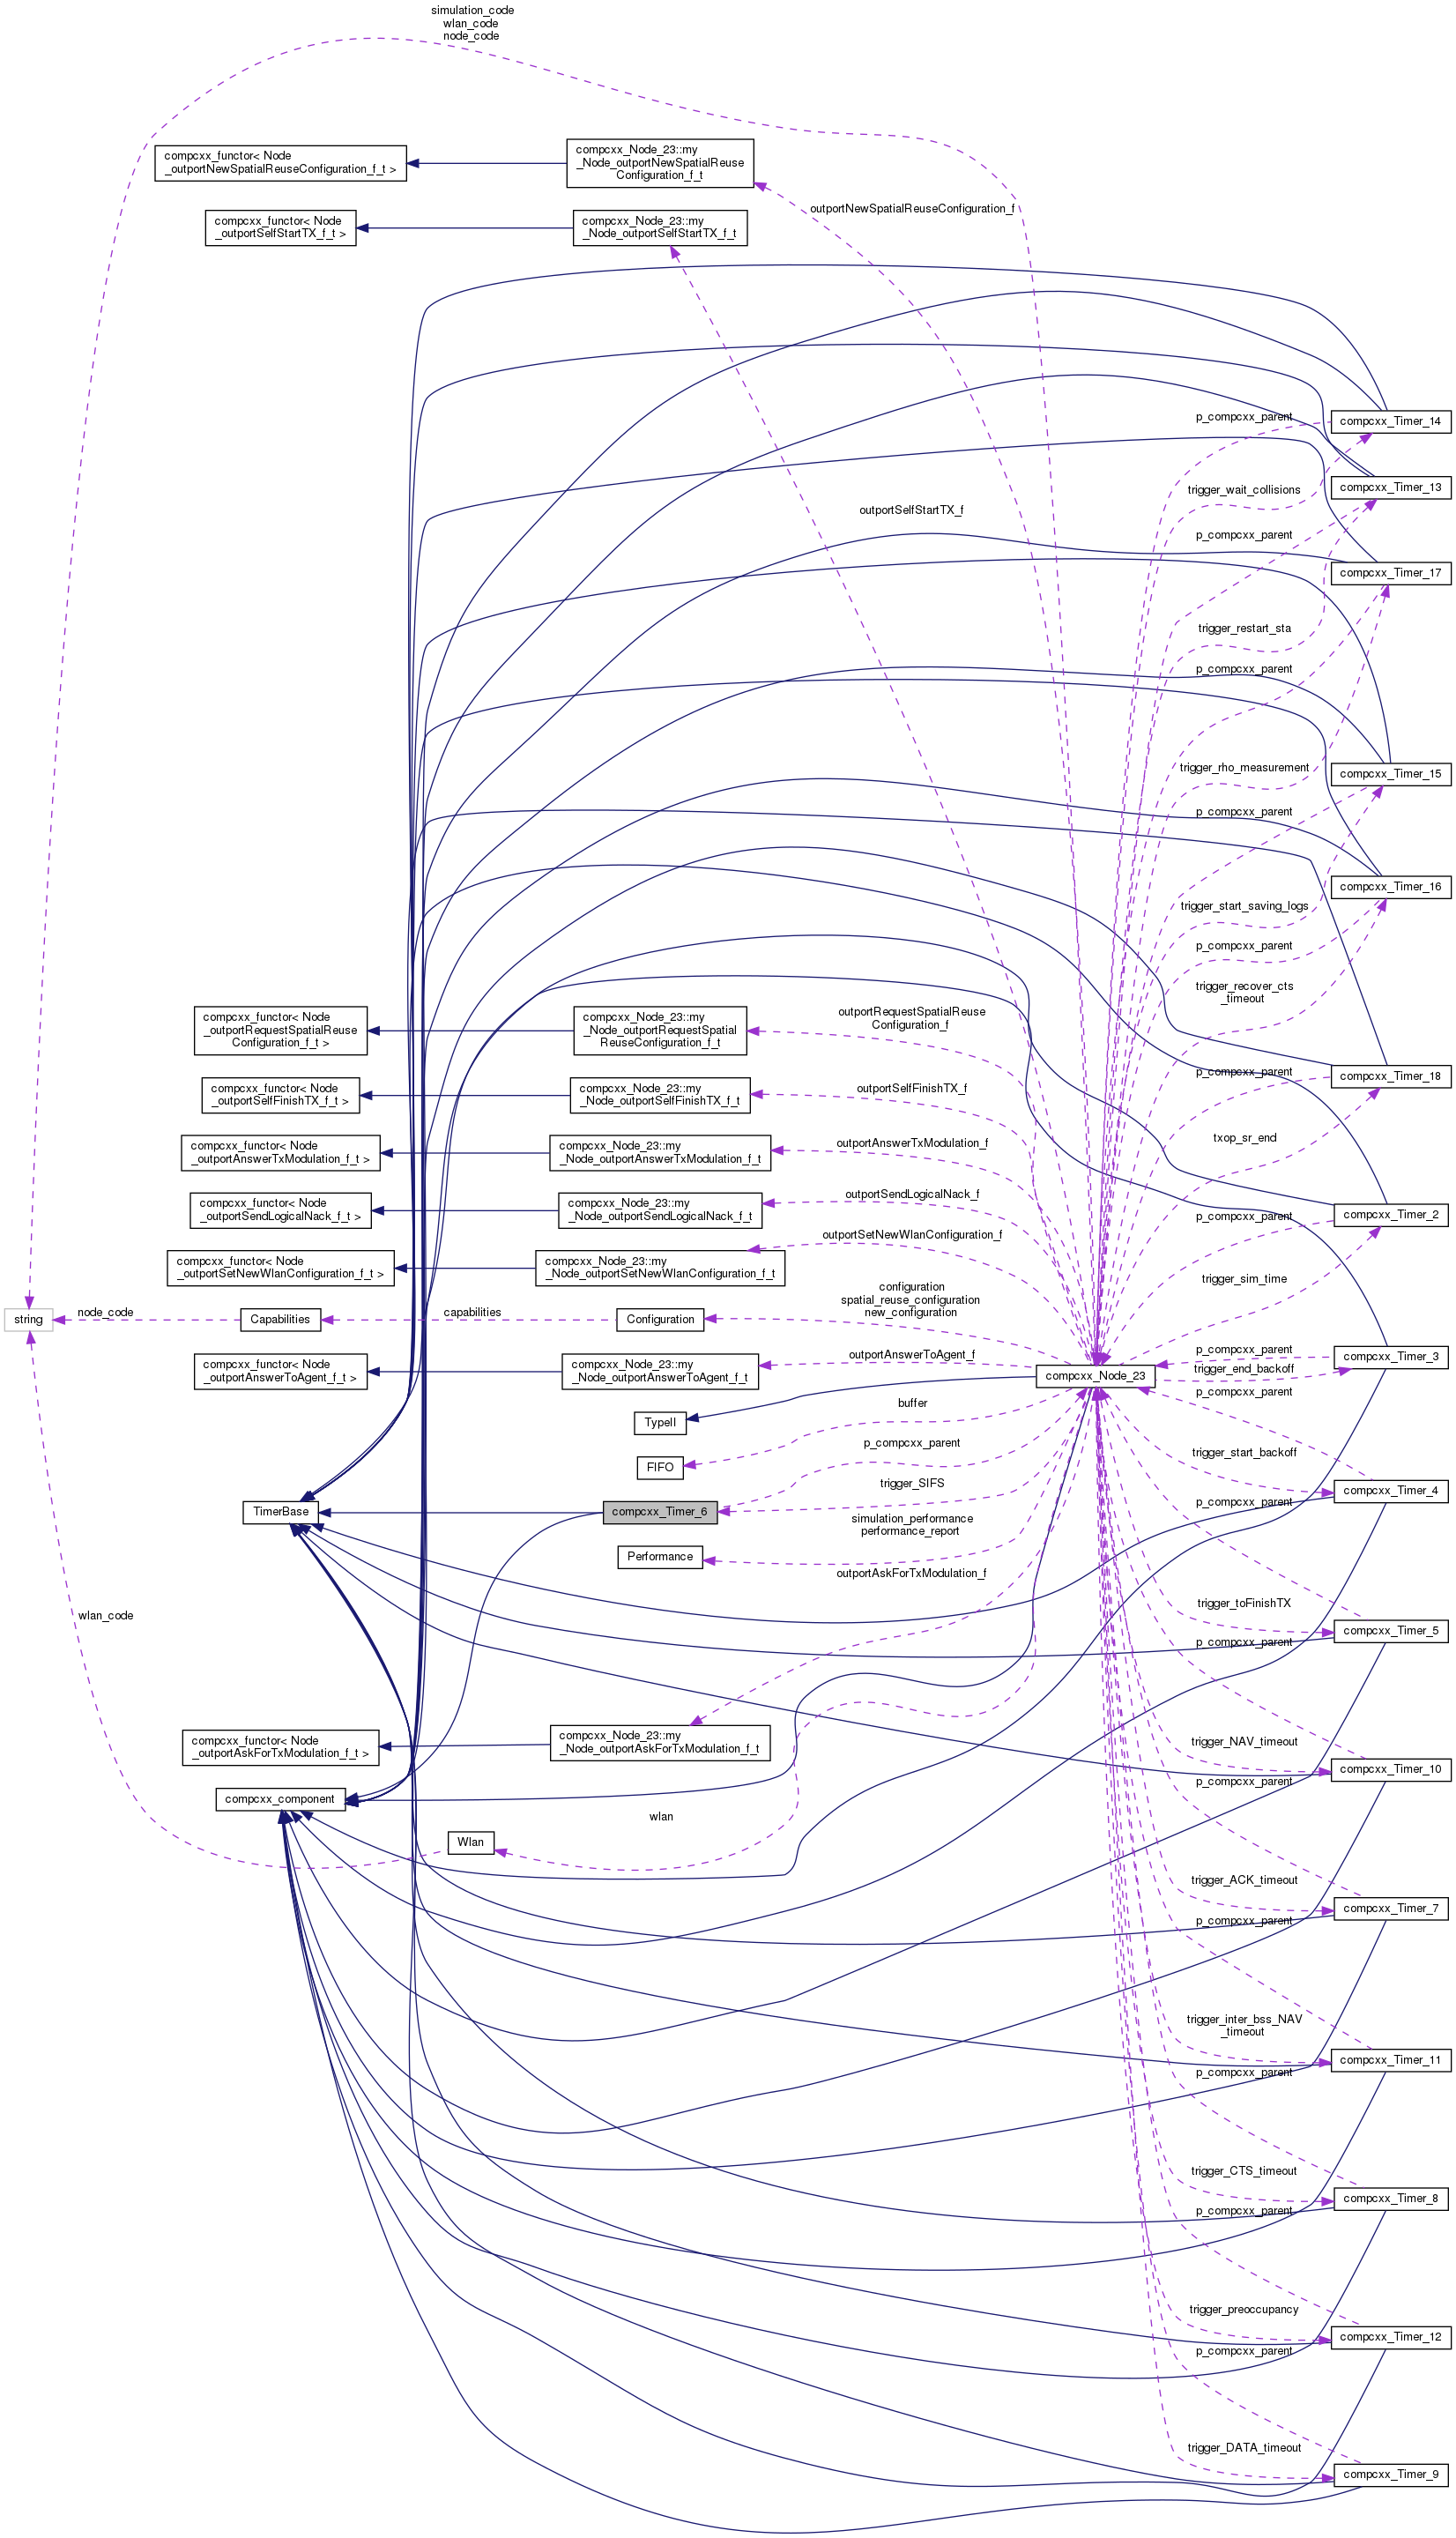 simulation_code
wlan_code
node_code
compcxx_functor< Node
_outportNewSpatialReuseConfiguration_f_t >
compcxx_Node_23::my
_Node_outportNewSpatialReuse
Configuration_f_t
outportNewSpatialReuseConfiguration_f
compcxx_functor< Node
_outportSelfStartTX_f_t >
compcxx_Node_23::my
_Node_outportSelfStartTX_f_t
p_compcxx_parent
compcxx_Timer_14
trigger_wait_collisions
compcxx_Timer_13
outportSelfStartTX_f
p_compcxx_parent
compcxx_Timer_17
trigger_restart_sta
p_compcxx_parent
trigger_rho_measurement
compcxx_Timer_15
p_compcxx_parent
compcxx_Timer_16
trigger_start_saving_logs
p_compcxx_parent
trigger_recover_cts
_timeout
compcxx_functor< Node
_outportRequestSpatialReuse
Configuration_f_t >
compcxx_Node_23::my
_Node_outportRequestSpatial
ReuseConfiguration_f_t
outportRequestSpatialReuse
Configuration_f
p_compcxx_parent
compcxx_Timer_18
compcxx_functor< Node
_outportSelfFinishTX_f_t >
compcxx_Node_23::my
_Node_outportSelfFinishTX_f_t
outportSelfFinishTX_f
compcxx_functor< Node
_outportAnswerTxModulation_f_t >
compcxx_Node_23::my
_Node_outportAnswerTxModulation_f_t
outportAnswerTxModulation_f
txop_sr_end
compcxx_functor< Node
_outportSendLogicalNack_f_t >
compcxx_Node_23::my
_Node_outportSendLogicalNack_f_t
outportSendLogicalNack_f
p_compcxx_parent
compcxx_Timer_2
compcxx_functor< Node
_outportSetNewWlanConfiguration_f_t >
compcxx_Node_23::my
_Node_outportSetNewWlanConfiguration_f_t
outportSetNewWlanConfiguration_f
trigger_sim_time
string
node_code
Capabilities
capabilities
Configuration
configuration
spatial_reuse_configuration
new_configuration
compcxx_functor< Node
_outportAnswerToAgent_f_t >
compcxx_Node_23::my
_Node_outportAnswerToAgent_f_t
outportAnswerToAgent_f
compcxx_Node_23
p_compcxx_parent
trigger_end_backoff
compcxx_Timer_3
TypeII
buffer
p_compcxx_parent
FIFO
p_compcxx_parent
trigger_start_backoff
compcxx_Timer_4
TimerBase
compcxx_Timer_6
trigger_SIFS
p_compcxx_parent
Performance
simulation_performance
performance_report
outportAskForTxModulation_f
wlan_code
trigger_toFinishTX
compcxx_Timer_5
p_compcxx_parent
compcxx_functor< Node
_outportAskForTxModulation_f_t >
compcxx_Node_23::my
_Node_outportAskForTxModulation_f_t
trigger_NAV_timeout
compcxx_Timer_10
p_compcxx_parent
compcxx_component
wlan
Wlan
trigger_ACK_timeout
compcxx_Timer_7
p_compcxx_parent
trigger_inter_bss_NAV
_timeout
compcxx_Timer_11
p_compcxx_parent
trigger_CTS_timeout
compcxx_Timer_8
p_compcxx_parent
trigger_preoccupancy
compcxx_Timer_12
p_compcxx_parent
trigger_DATA_timeout
compcxx_Timer_9